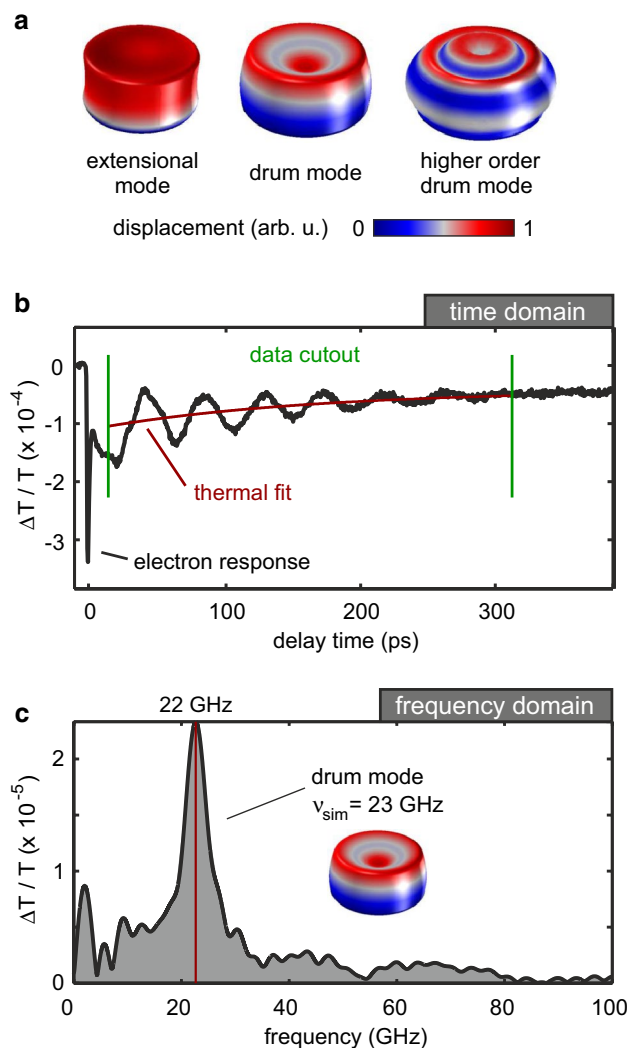 a
extensional mode
drum mode
higher order drum mode
displacement (arb. u.) 0 1
b
time domain
data cutout
thermal fit
electron response
0
-1
-2
-3
ΔT / T (x 10⁻⁴)
0 100 200 300
delay time (ps)
c
frequency domain
22 GHz
drum mode
ν_sim = 23 GHz
2
1
0
ΔT / T (x 10⁻⁵)
0 20 40 60 80 100
frequency (GHz)